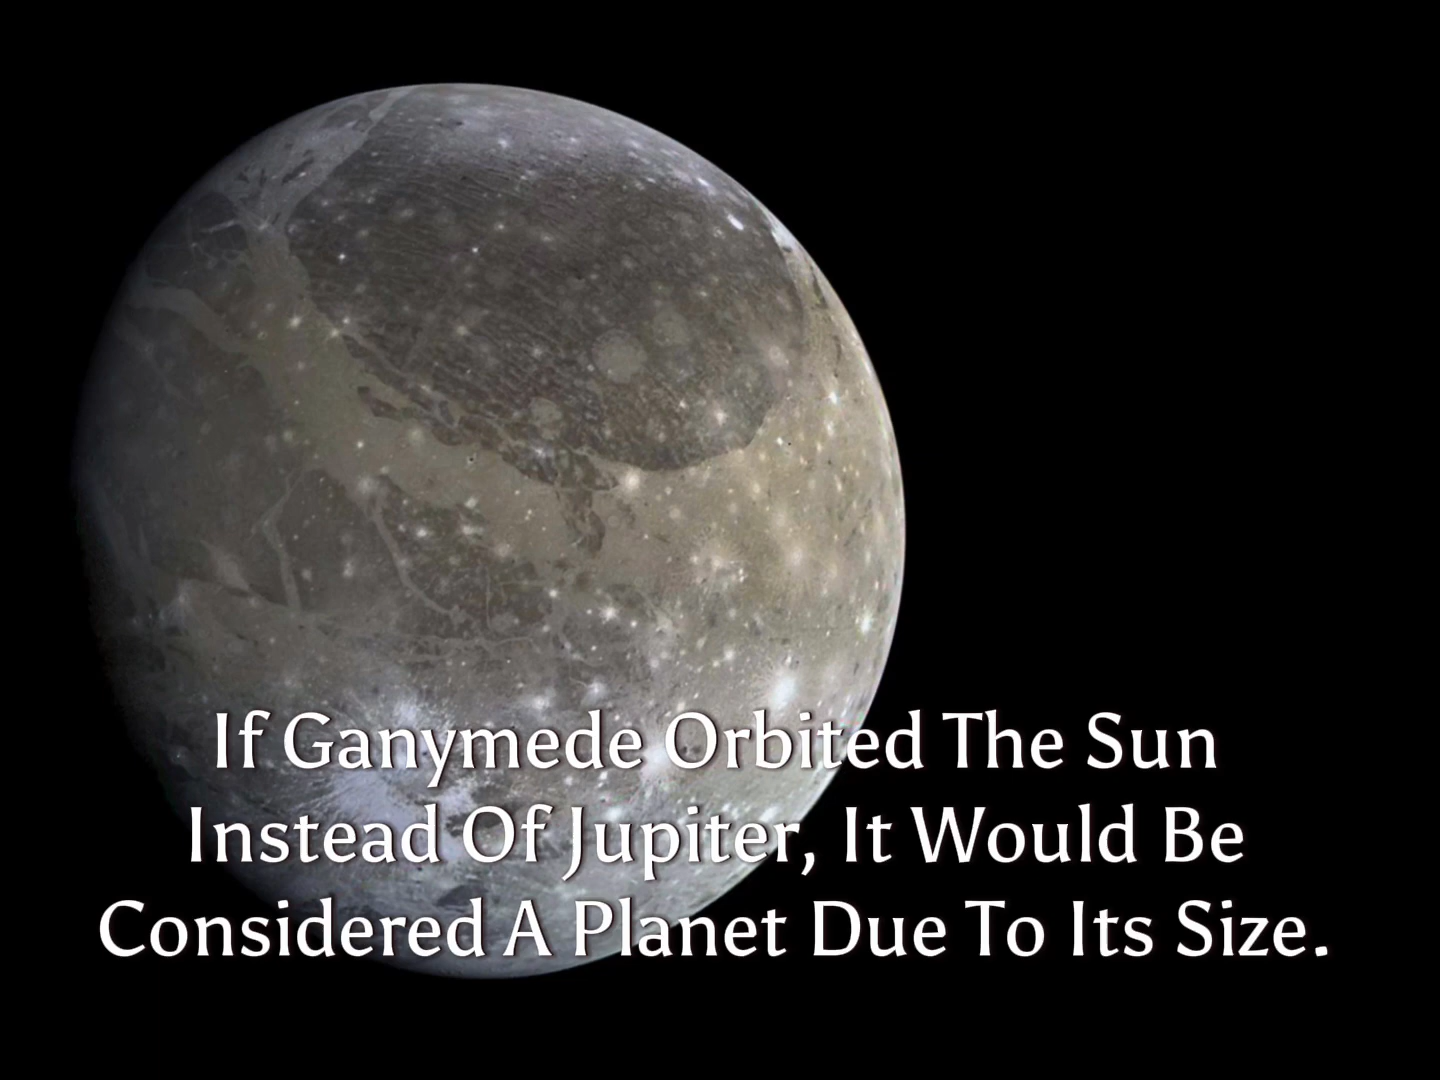 If Ganymede Orbited The Sun
Instead Of Jupiter, It Would Be
Considered A Planet Due To Its Size.